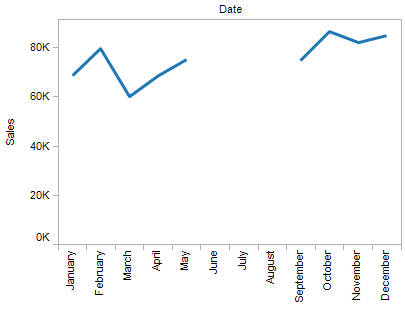 Date
Sales
80K
60K
40K
20K
0K
January
February
March
April
May
June
July
August
September
October
November
December